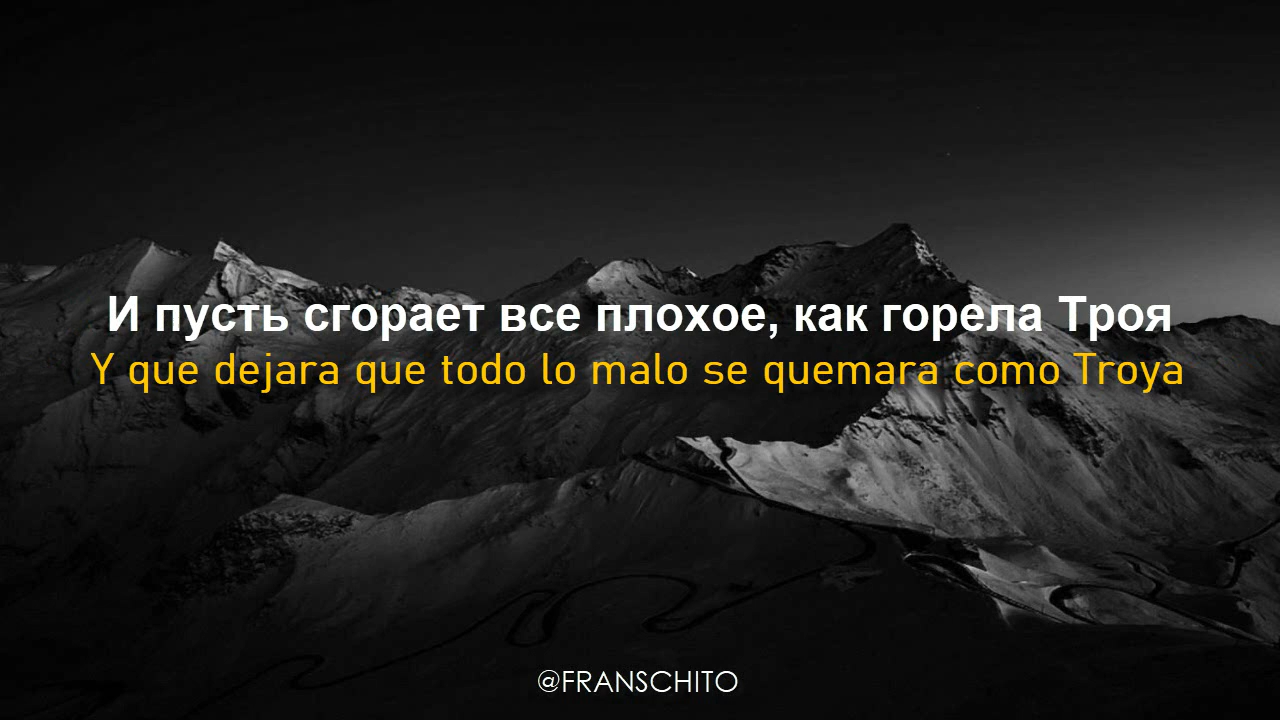 И пусть сгорает все плохое, как горела Троя
Y que dejara que todo lo malo se quemara como Troya
@FRANSCHITO